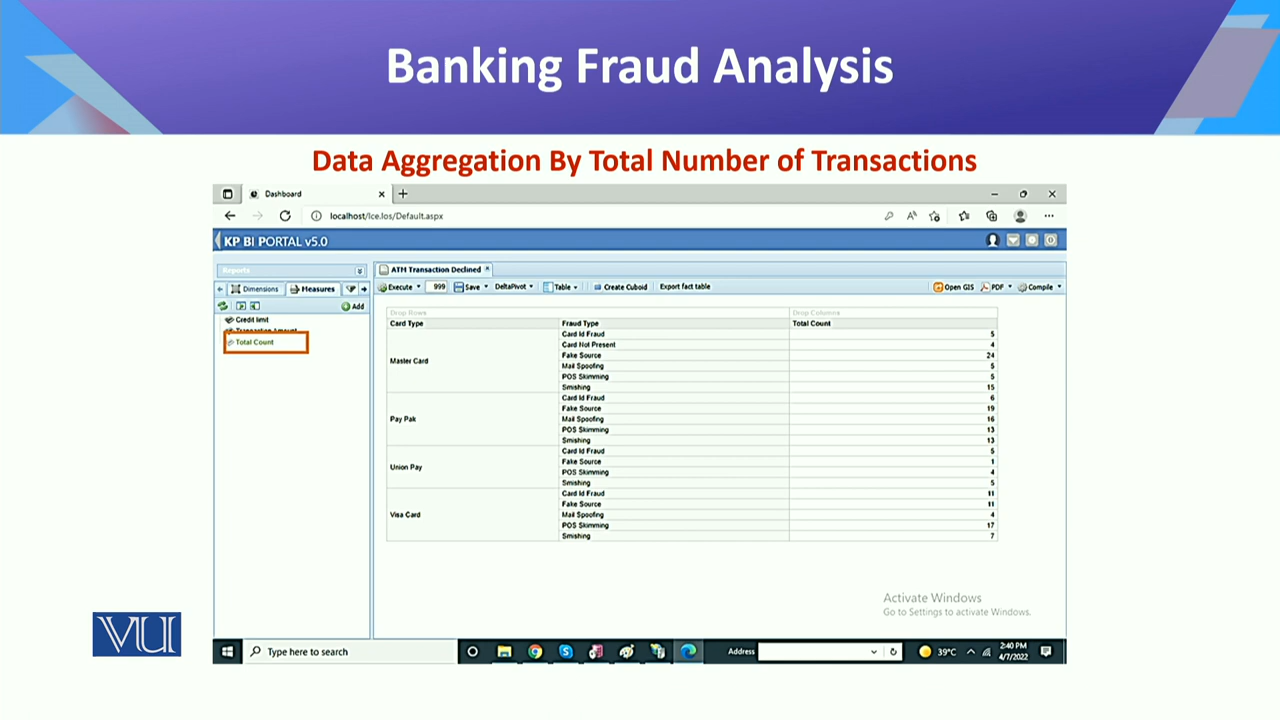 Banking Fraud Analysis
Data Aggregation By Total Number of Transactions
Dashboard
localhost/Ice.Ios/Default.aspx
KP BI PORTAL v5.0
Reports
ATM Transaction Declined
Dimensions Measures
Execute 999 Save DeltaPivot Table Create Cuboid Export fact table Open GIS PDF Compile
Add
Credit limit
Transaction Amount
Total Count
Drop Rows Drop Columns
Card Type Fraud Type Total Count
Master Card
Card Id Fraud 5
Card Not Present 4
Fake Source 24
Mail Spoofing 5
POS Skimming 5
Smishing 15
Pay Pak
Card Id Fraud 6
Fake Source 19
Mail Spoofing 16
POS Skimming 13
Smishing 13
Union Pay
Card Id Fraud 5
Fake Source 1
POS Skimming 4
Smishing 5
Visa Card
Card Id Fraud 11
Fake Source 11
Mail Spoofing 4
POS Skimming 17
Smishing 7
Activate Windows
Go to Settings to activate Windows.
VU
Type here to search
Address
39°C
2:40 PM
4/7/2022